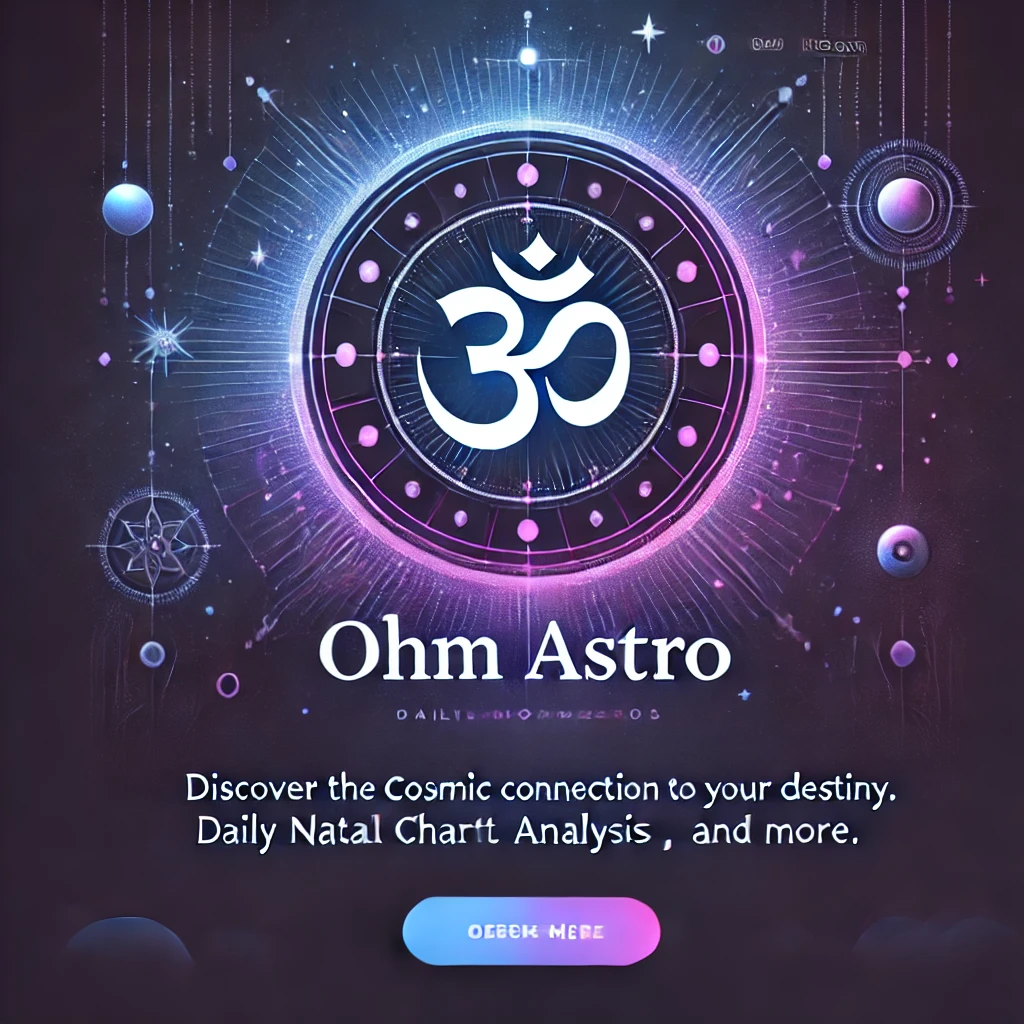 ॐ
Ohm Astro
Discover the Cosmic connection to your destiny.
Daily Natal Chartt Analysis , and more.